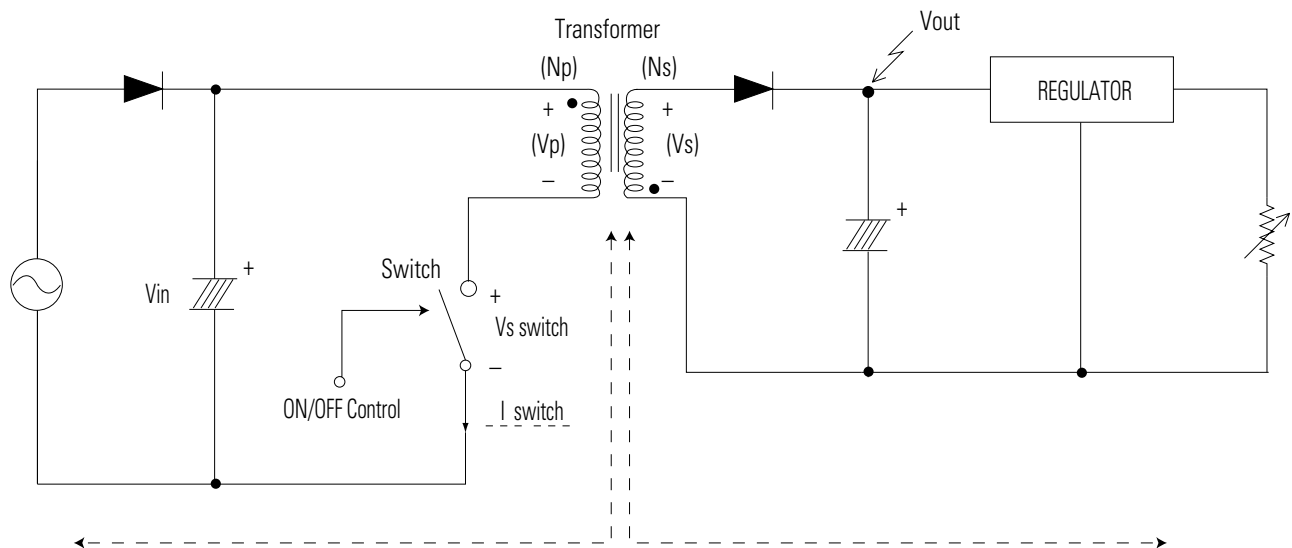 Transformer
Vout
(Np)
(Ns)
REGULATOR
+
+
(Vp)
(Vs)
–
–
+
Switch
+
Vin
+
Vs switch
–
ON/OFF Control
I switch